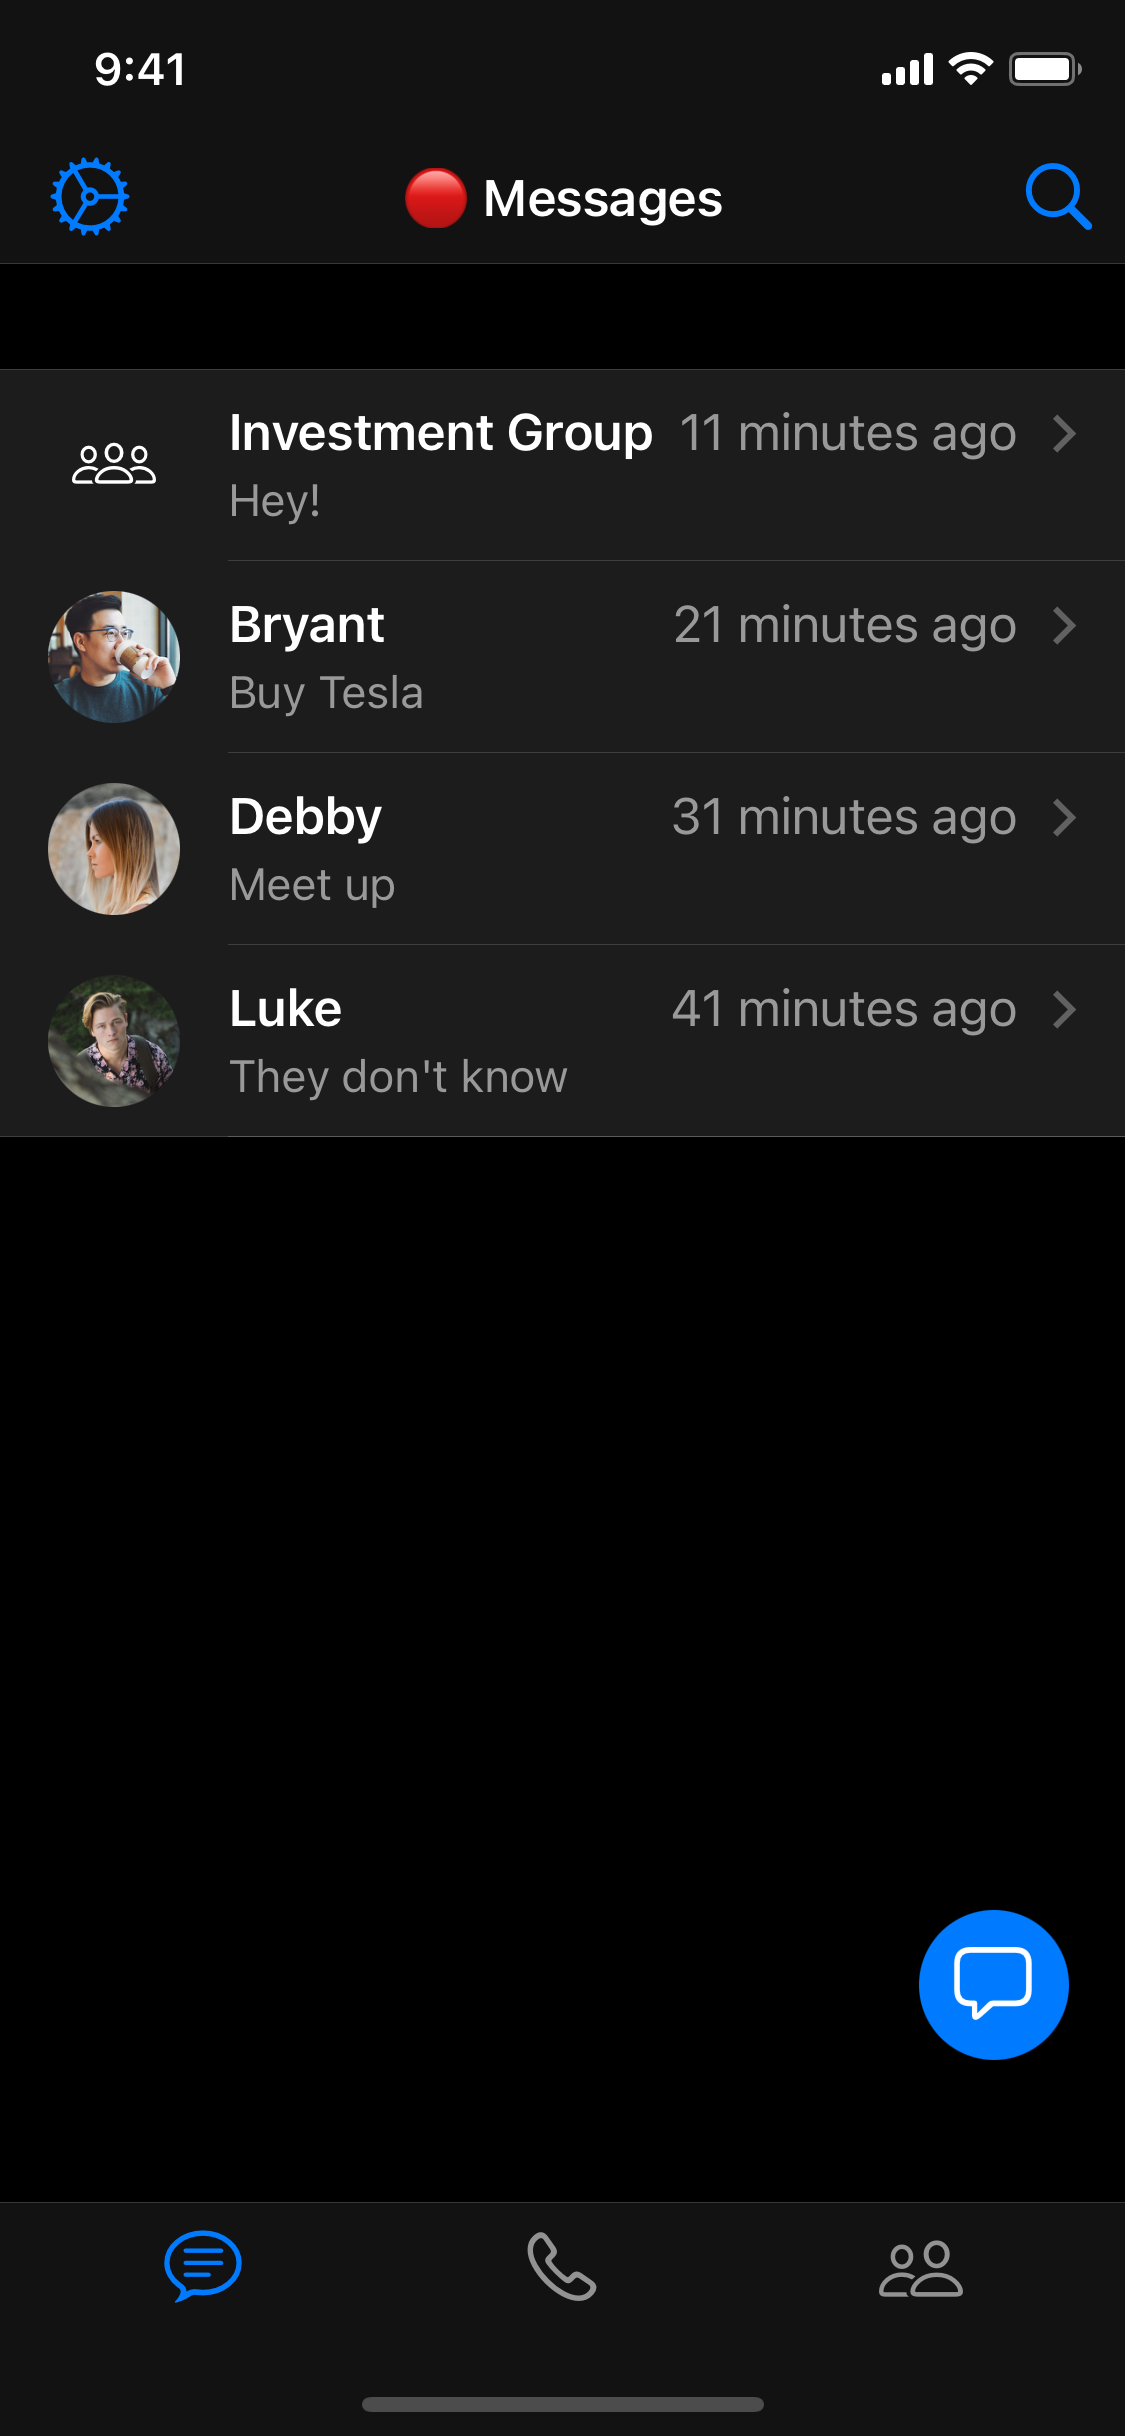 9:41
Messages
Investment Group 11 minutes ago
Hey!
Bryant 21 minutes ago
Buy Tesla
Debby 31 minutes ago
Meet up
Luke 41 minutes ago
They don't know